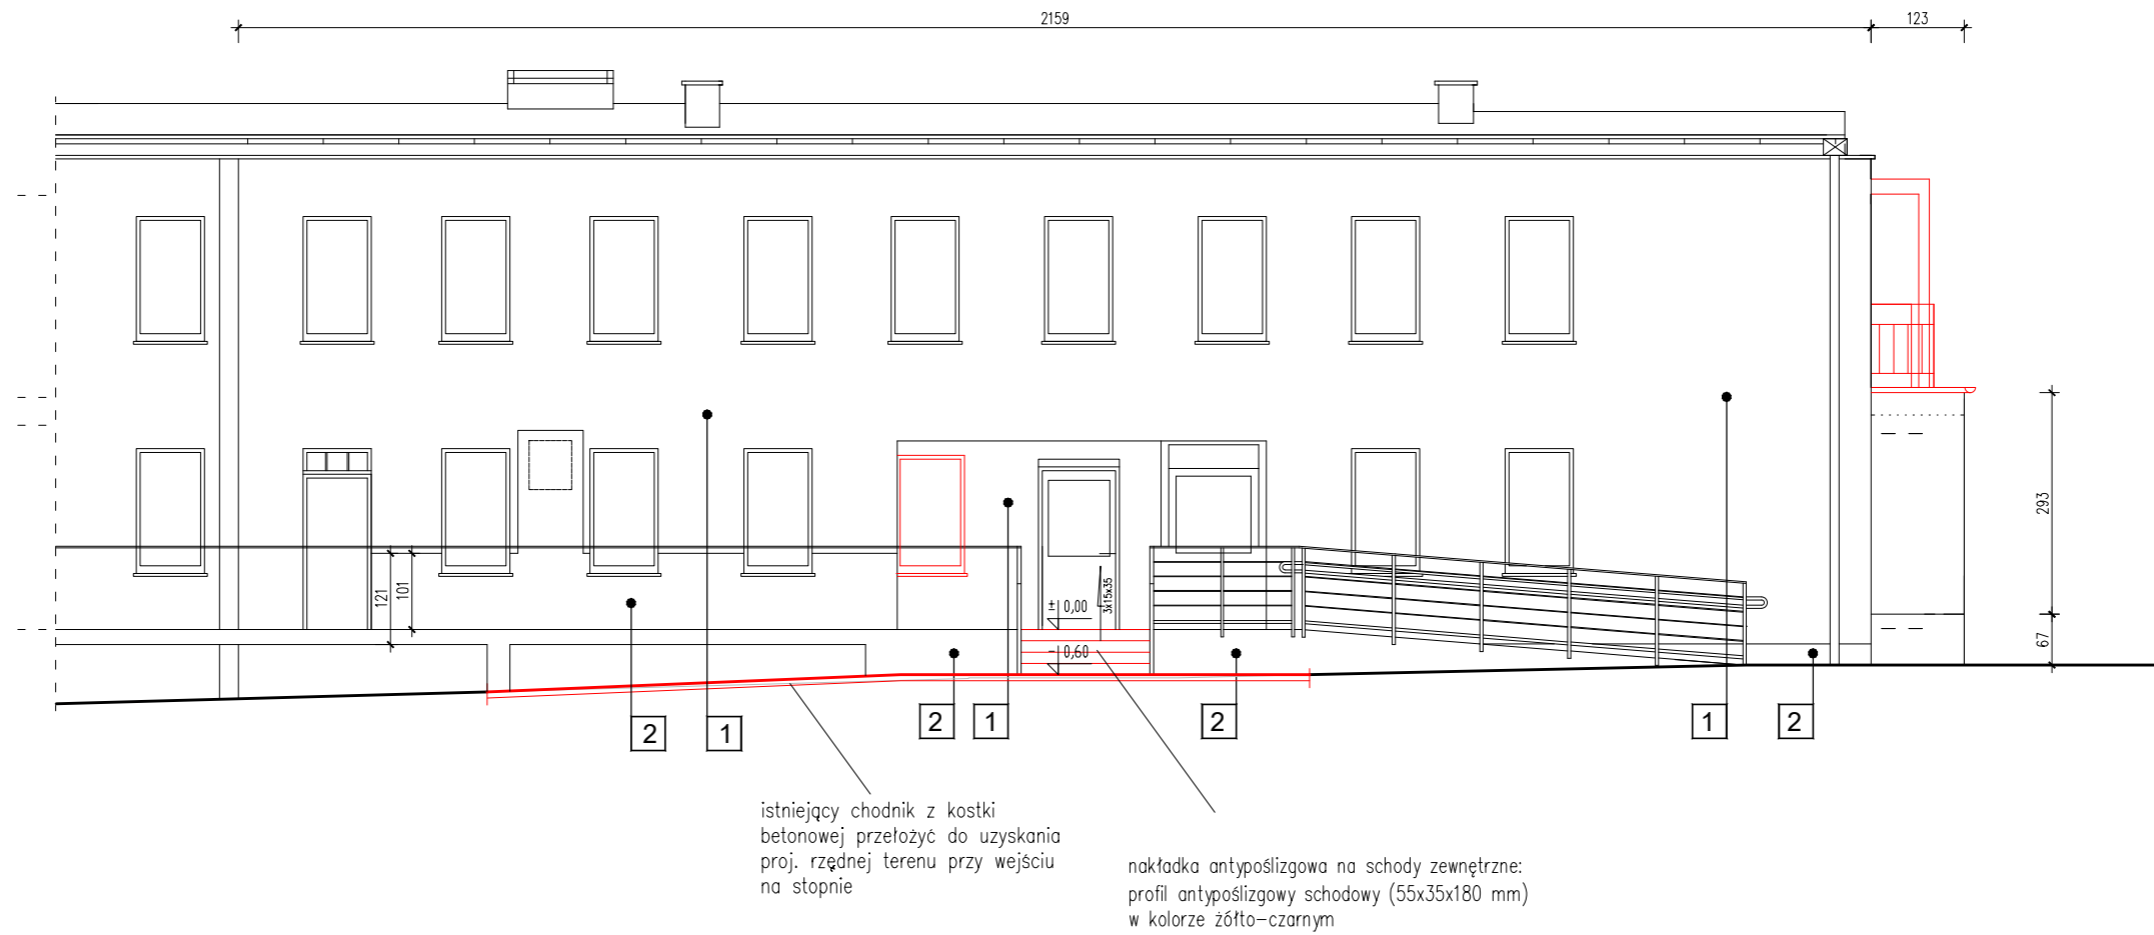 2159
123
293
121
101
± 0,00
3x15x35
- 0,60
67
2
1
2
1
2
1
2
istniejący chodnik z kostki
betonowej przełożyć do uzyskania
proj. rzędnej terenu przy wejściu
na stopnie
nakładka antypoślizgowa na schody zewnętrzne:
profil antypoślizgowy schodowy (55x35x180 mm)
w kolorze żółto-czarnym